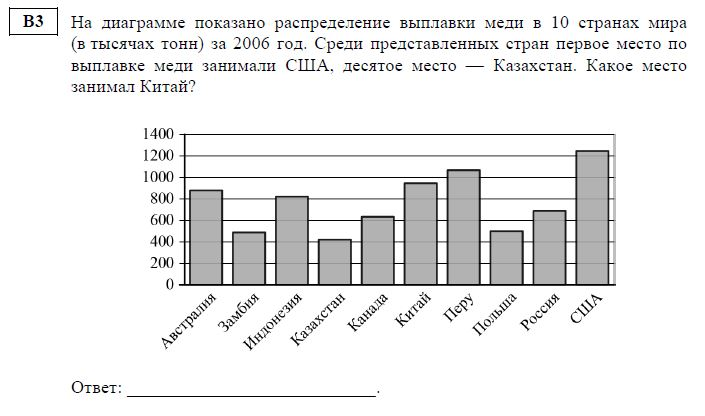 В3
На диаграмме показано распределение выплавки меди в 10 странах мира
(в тысячах тонн) за 2006 год. Среди представленных стран первое место по
выплавке меди занимали США, десятое место — Казахстан. Какое место
занимал Китай?
1400
1200
1000
800
600
400
200
0
Австралия
Замбия
Индонезия
Казахстан
Канада
Китай
Перу
Польша
Россия
США
Ответ: ____________________________.